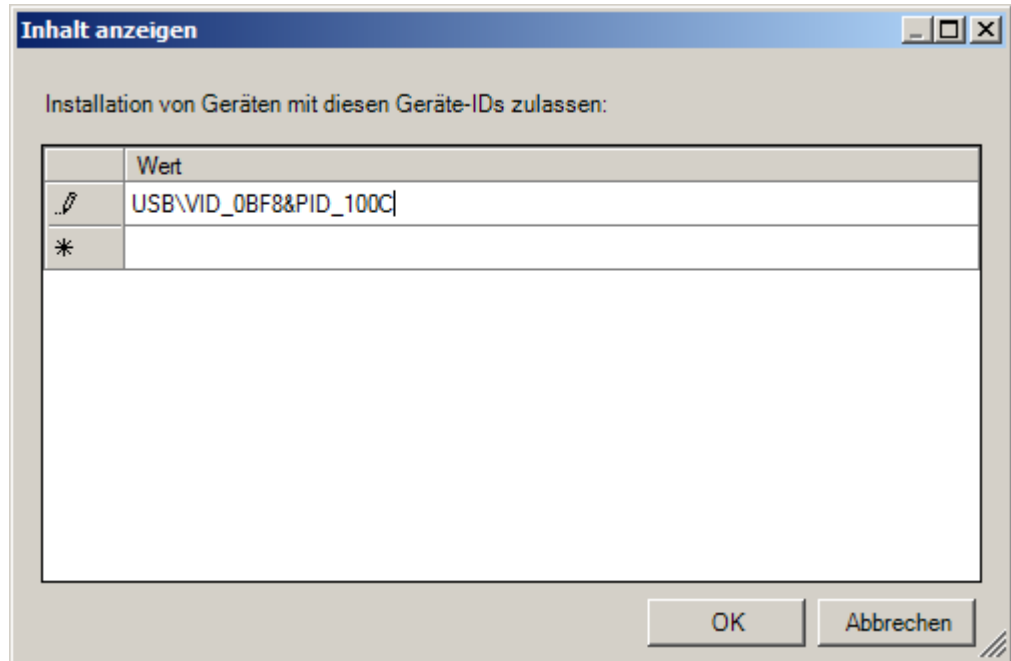 Inhalt anzeigen
Installation von Geräten mit diesen Geräte-IDs zulassen:
Wert
USB\VID_0BF8&PID_100C
OK Abbrechen